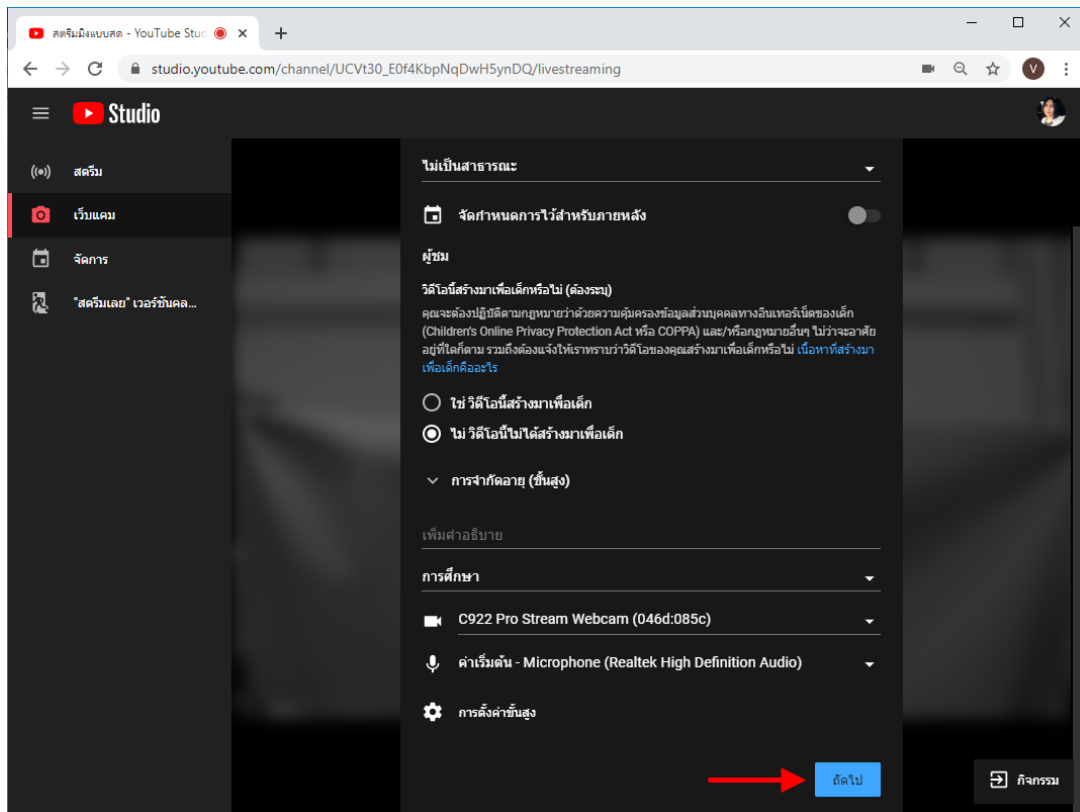 สตรีมมิงแบบสด - YouTube Stud
studio.youtube.com/channel/UCVt30_E0f4KbpNqDwH5ynDQ/livestreaming
V
Studio
สตรีม
เว็บแคม
จัดการ
"สตรีมเลย" เวอร์ชันคล...
ไม่เป็นสาธารณะ
จัดกำหนดการไว้สำหรับภายหลัง
ผู้ชม
วิดีโอนี้สร้างมาเพื่อเด็กหรือไม่ (ต้องระบุ)
คุณจะต้องปฏิบัติตามกฎหมายว่าด้วยความคุ้มครองข้อมูลส่วนบุคคลทางอินเทอร์เน็ตของเด็ก
(Children's Online Privacy Protection Act หรือ COPPA) และ/หรือกฎหมายอื่นๆ ไม่ว่าจะอาศัย
อยู่ที่ใดก็ตาม รวมถึงต้องแจ้งให้เราทราบว่าวิดีโอของคุณสร้างมาเพื่อเด็กหรือไม่ เนื้อหาที่สร้างมา
เพื่อเด็กคืออะไร
ใช่ วิดีโอนี้สร้างมาเพื่อเด็ก
ไม่ วิดีโอนี้ไม่ได้สร้างมาเพื่อเด็ก
การจำกัดอายุ (ขั้นสูง)
เพิ่มคำอธิบาย
การศึกษา
C922 Pro Stream Webcam (046d:085c)
ค่าเริ่มต้น - Microphone (Realtek High Definition Audio)
การตั้งค่าขั้นสูง
ถัดไป
กิจกรรม